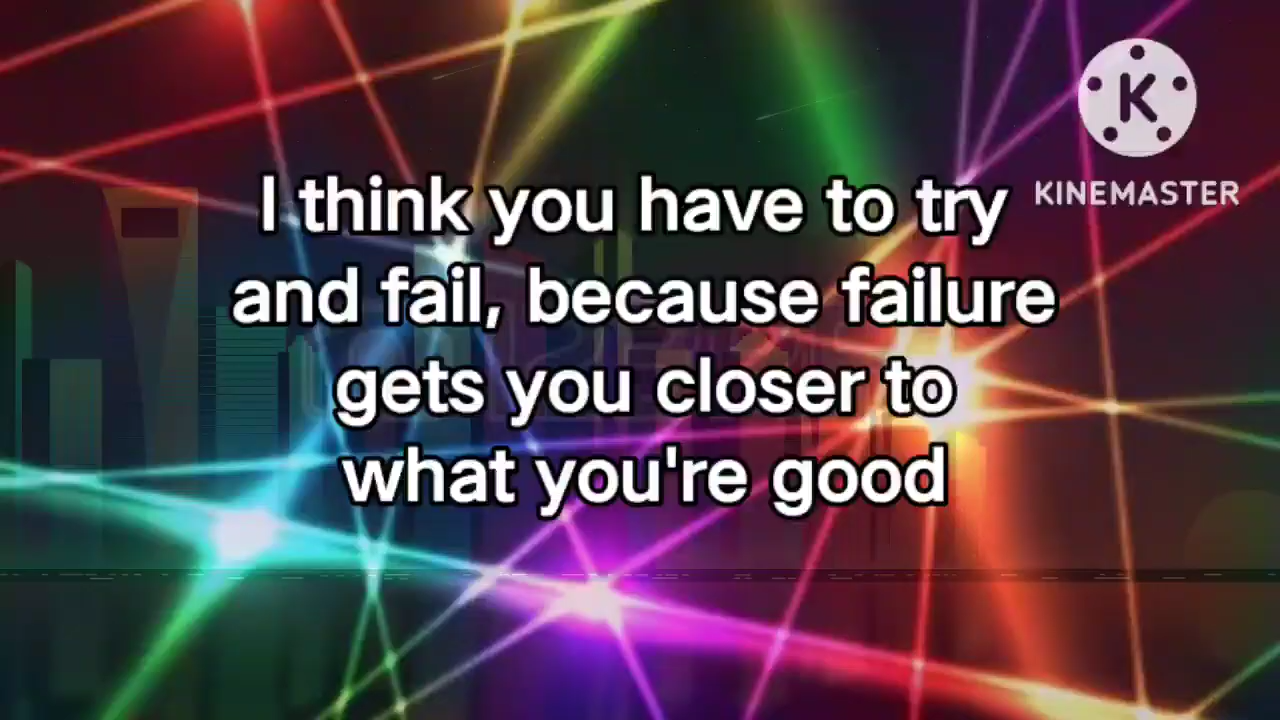 I think you have to try
and fail, because failure
gets you closer to
what you're good
K
KINEMASTER